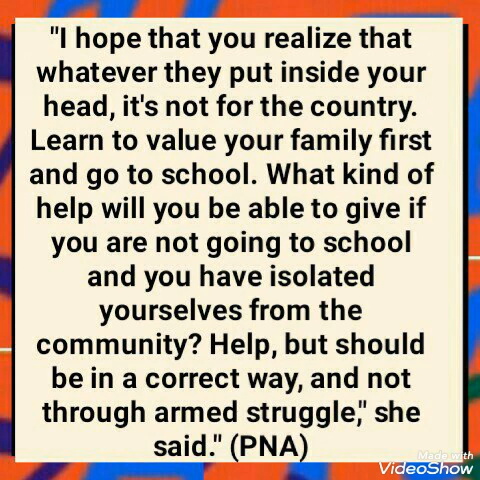 "I hope that you realize that
whatever they put inside your
head, it's not for the country.
Learn to value your family first
and go to school. What kind of
help will you be able to give if
you are not going to school
and you have isolated
yourselves from the
community? Help, but should
be in a correct way, and not
through armed struggle," she
said." (PNA)
Made with
VideoShow